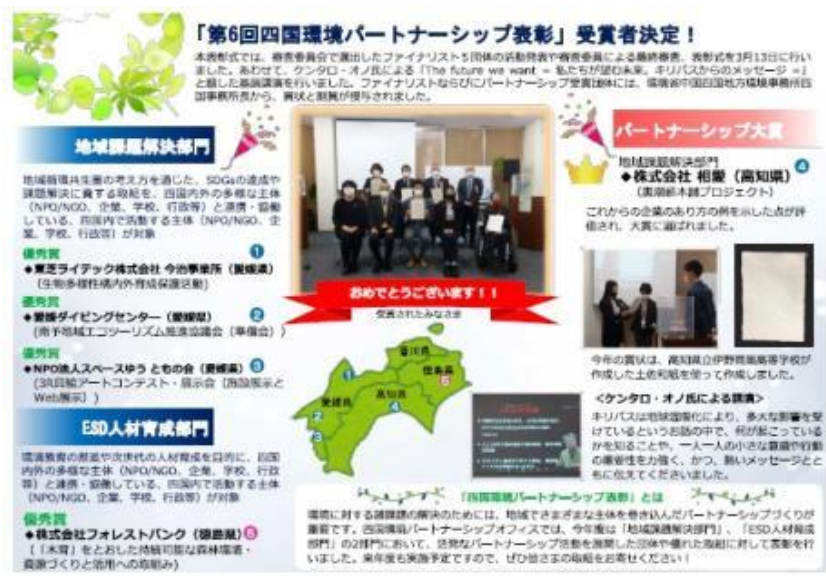 「第6回四国環境パートナーシップ表彰」受賞者決定！
本表彰式では、審査委員会で選出したファイナリスト5団体の活動発表や審査委員による最終審査、表彰式を3月13日に行い
ました。あわせて、ケンタロ・オノ氏による「The future we want = 私たちが望む未来、キリバスからのメッセージ =」
と題した基調講演を行いました。ファイナリストならびにパートナーシップ受賞団体には、環境省中国四国地方環境事務所四
国事務所長から、賞状と副賞が授与されました。
地域課題解決部門
地域循環共生圏の考え方を通じた、SDGsの達成や
課題解決に資する取組を、四国内外の多様な主体
（NPO/NGO、企業、学校、行政等）と連携・協働
している、四国内で活動する主体（NPO/NGO、企
業、学校、行政等）が対象
優秀賞 1
◆東芝ライテック株式会社 今治事業所（愛媛県）
（生物多様性構内外育成保護活動）
優秀賞 2
◆愛媛ダイビングセンター（愛媛県）
（南予地域エコツーリズム推進協議会（準備会））
優秀賞
◆NPO法人スペースゆう ともの会（愛媛県）3
（3R貝絵アートコンテスト・展示会（施設展示と
Web展示））
ESD人材育成部門
環境教育の推進や次世代の人材育成を目的に、四国
内外の多様な主体（NPO/NGO、企業、学校、行政
等）と連携・協働している、四国内で活動する主体
（NPO/NGO、企業、学校、行政等）が対象
優秀賞
◆株式会社フォレストバンク（徳島県）5
（「木育」をとおした持続可能な森林環境・
資源づくりと活用への取組み）
おめでとうございます！！
受賞されたみなさま
香川県
徳島県
愛媛県
高知県
1
2
3
4
5
パートナーシップ大賞
地域課題解決部門 4
◆株式会社 相愛（高知県）
（黒潮部本舗プロジェクト）
これからの企業のあり方の例を示した点が評
価され、大賞に選ばれました。
今年の賞状は、高知県立伊野商業高等学校が
作成した土佐和紙を使って作成しました。
＜ケンタロ・オノ氏による講演＞
キリバスは地球温暖化により、多大な影響を受
けているというお話の中で、何が起こっている
かを知ることや、一人一人の小さな意識や行動
の重要性を力強く、かつ、熱いメッセージとと
もに伝えてくださいました。
「四国環境パートナーシップ表彰」とは
環境に対する諸課題の解決のためには、地域でさまざまな主体を巻き込んだパートナーシップづくりが
重要です。四国環境パートナーシップオフィスでは、今年度は「地域課題解決部門」、「ESD人材育成
部門」の2部門において、活発なパートナーシップ活動を展開した団体や優れた取組に対して表彰を行
いました。来年度も実施予定ですので、ぜひ皆さまの取組をお寄せください！